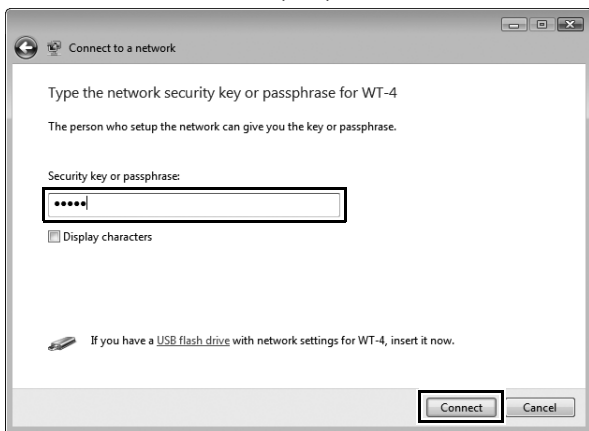 Connect to a network
Type the network security key or passphrase for WT-4
The person who setup the network can give you the key or passphrase.
Security key or passphrase:
•••••
Display characters
If you have a USB flash drive with network settings for WT-4, insert it now.
Connect Cancel